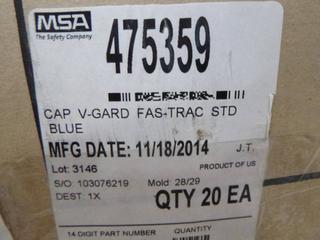 MSA
The Safety Company
475359
CAP V-GARD FAS-TRAC STD
BLUE
MFG DATE: 11/18/2014 J.T.
Lot: 3146 PRODUCT OF US
S/O: 103076219 Mold: 28/29
DEST: 1X QTY 20 EA
14 DIGIT PART NUMBER QUANTITY